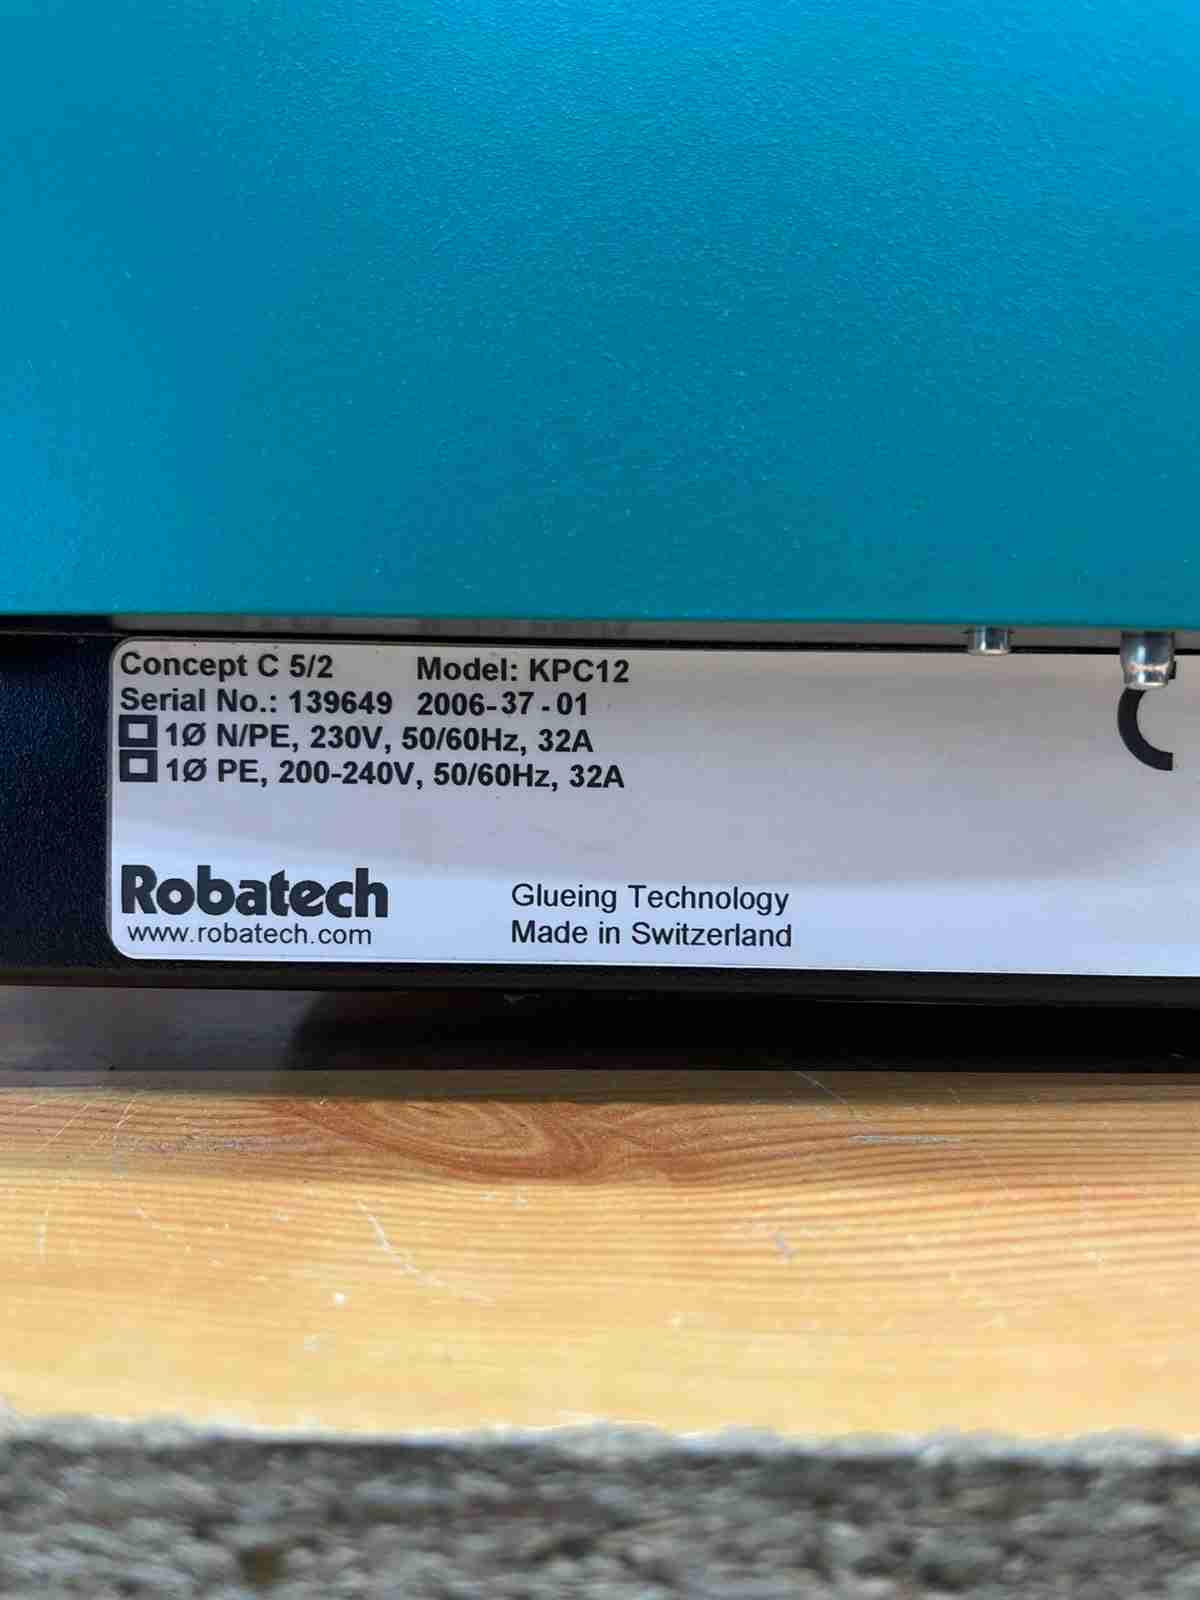 Concept C 5/2 Model: KPC12
Serial No.: 139649 2006-37-01
1Ø N/PE, 230V, 50/60Hz, 32A
1Ø PE, 200-240V, 50/60Hz, 32A
Robatech
www.robatech.com
Glueing Technology
Made in Switzerland